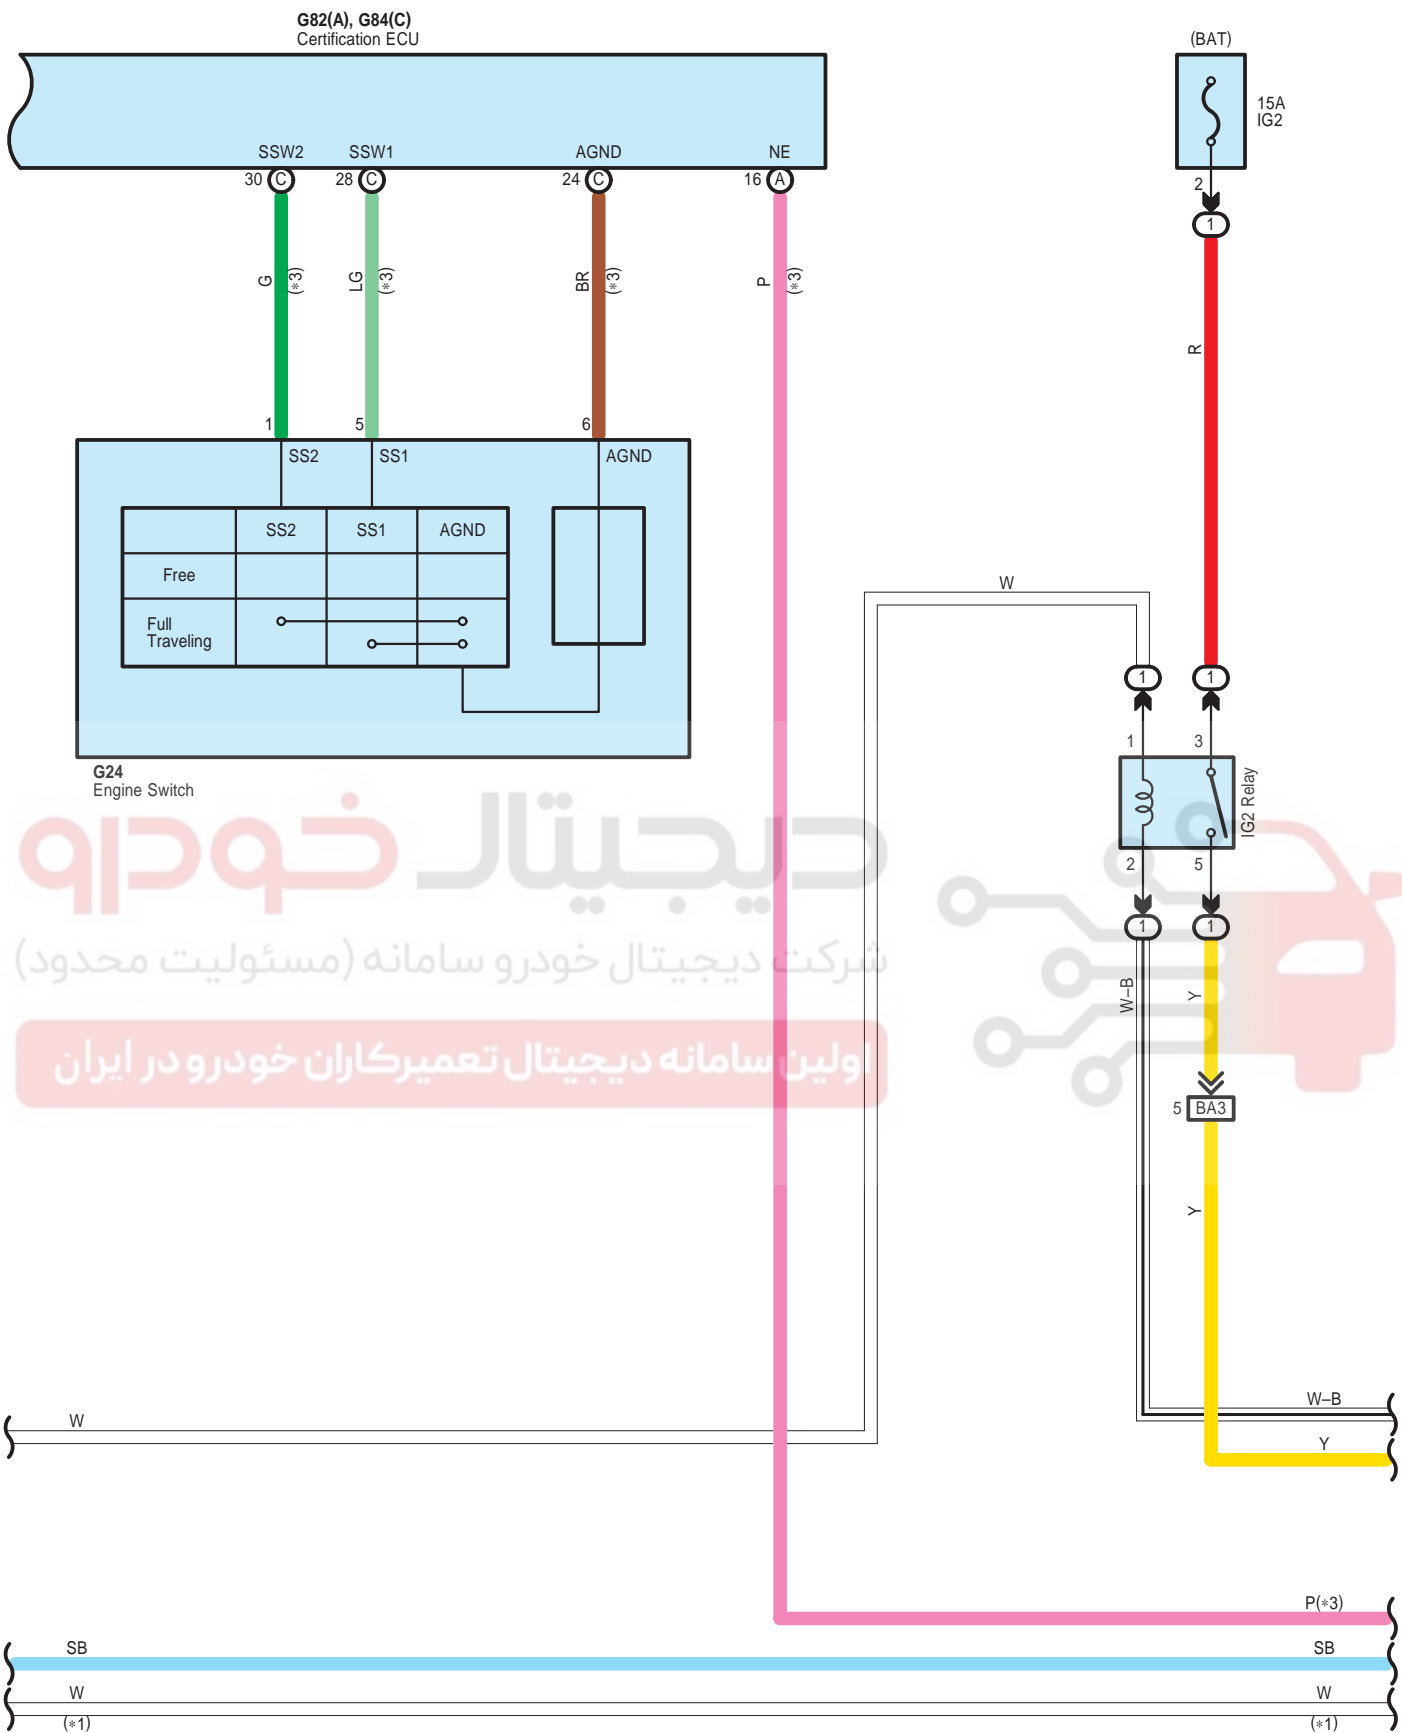 G82(A), G84(C)
Certification ECU
(BAT)
15A
IG2
SSW2 SSW1 AGND NE
30 C 28 C 24 C 16 A
2
1
G (*3) LG (*3) BR (*3) P (*3)
R
1 5 6
SS2 SS1 AGND
SS2 SS1 AGND
Free
Full
Traveling
W
1 1
1 3
G24
Engine Switch
IG2 Relay
2 5
1 1
دیجیتال خودرو
شرکت دیجیتال خودرو سامانه (مسئولیت محدود)
اولین سامانه دیجیتال تعمیرکاران خودرو در ایران
W–B Y
5 BA3
Y
W–B
W
Y
P(*3)
SB SB
W W
(*1) (*1)